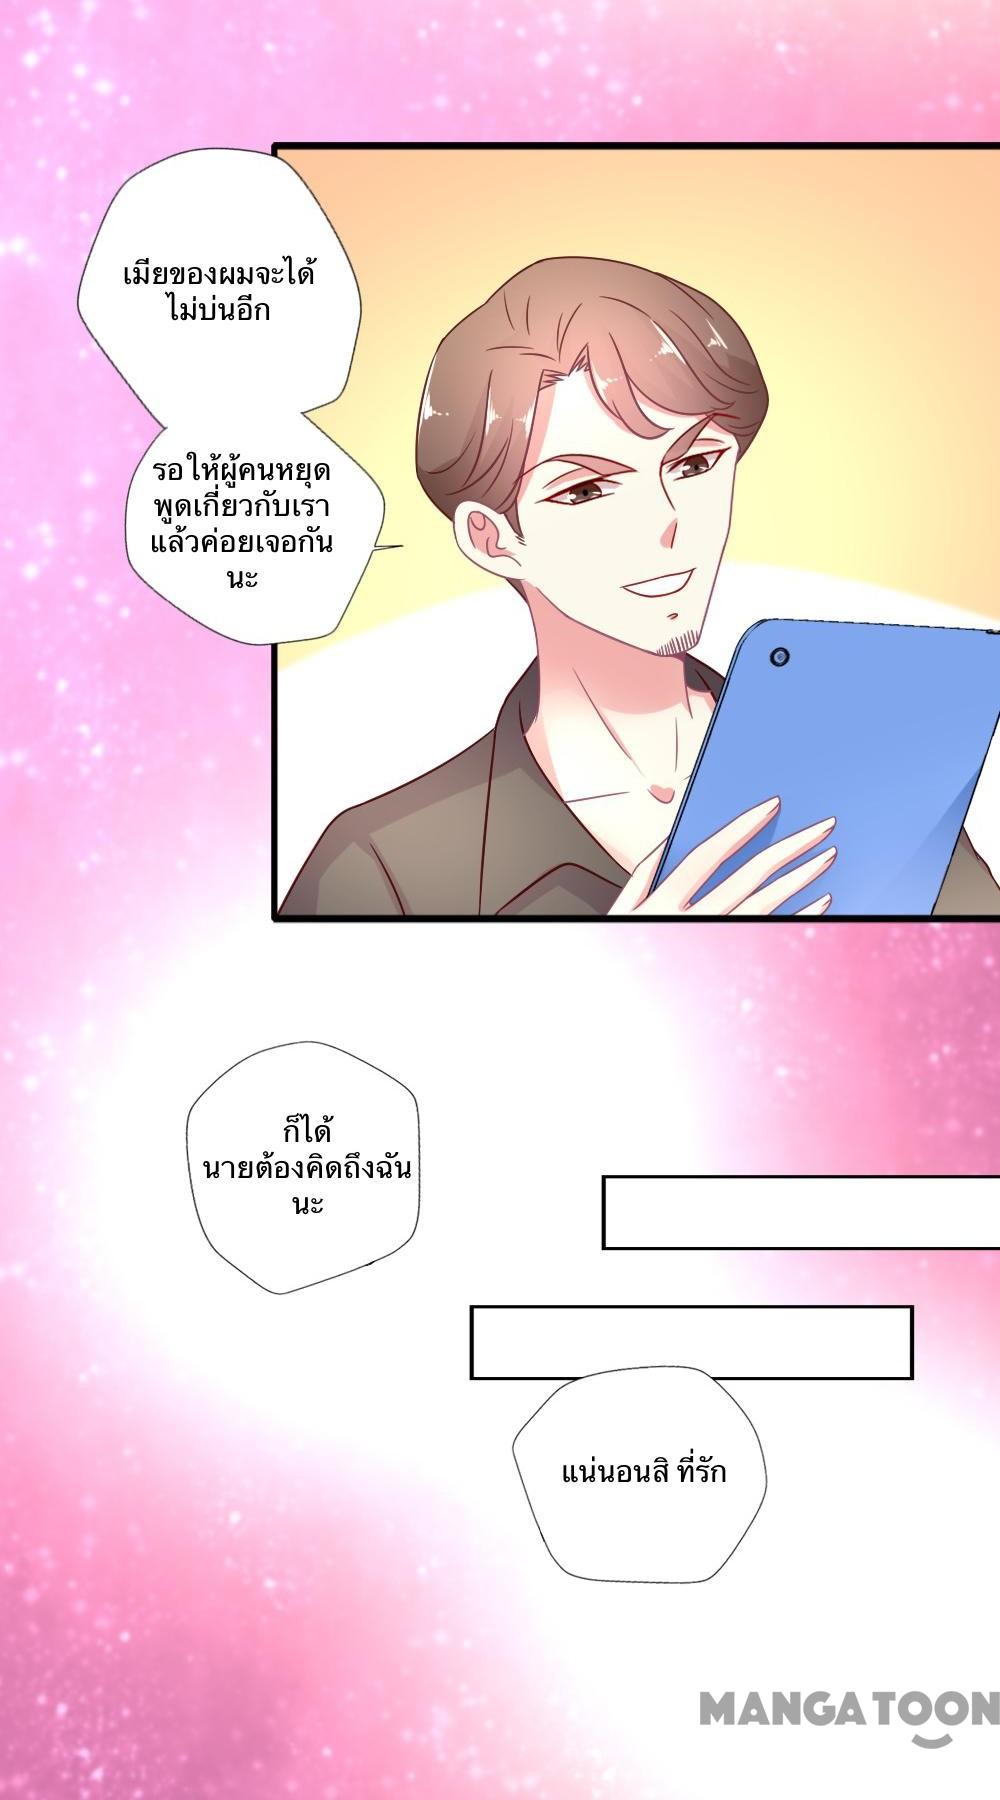 เมียของผมจะได้
ไม่บ่นอีก
รอให้ผู้คนหยุด
พูดเกี่ยวกับเรา
แล้วค่อยเจอกัน
นะ
ก็ได้
นายต้องคิดถึงฉัน
นะ
แน่นอนสิ ที่รัก
MANGATOON